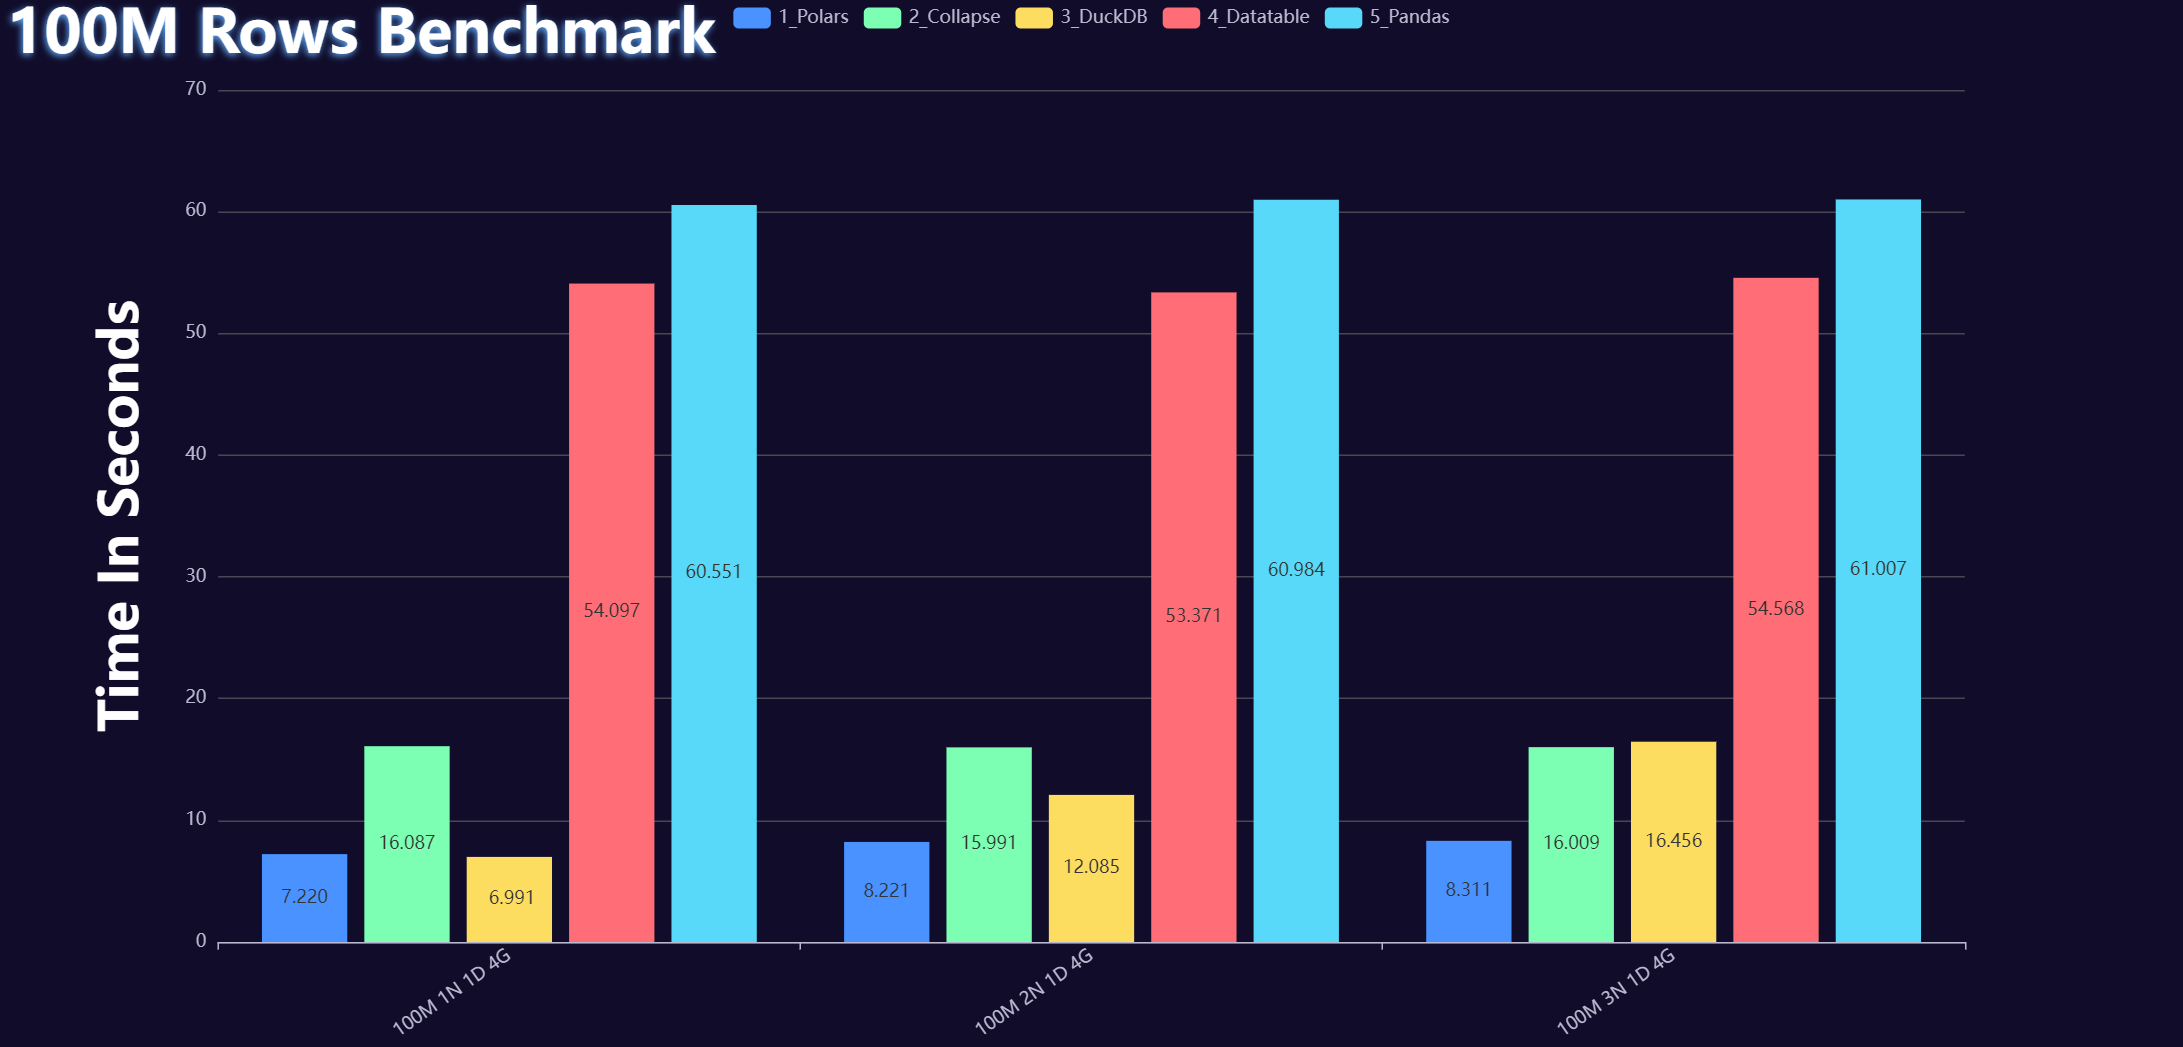 100M Rows Benchmark
1_Polars 2_Collapse 3_DuckDB 4_Datatable 5_Pandas
Time In Seconds
70
60
50
40
30
20
10
0
7.220 16.087 6.991 54.097 60.551
8.221 15.991 12.085 53.371 60.984
8.311 16.009 16.456 54.568 61.007
100M 1N 1D 4G
100M 2N 1D 4G
100M 3N 1D 4G